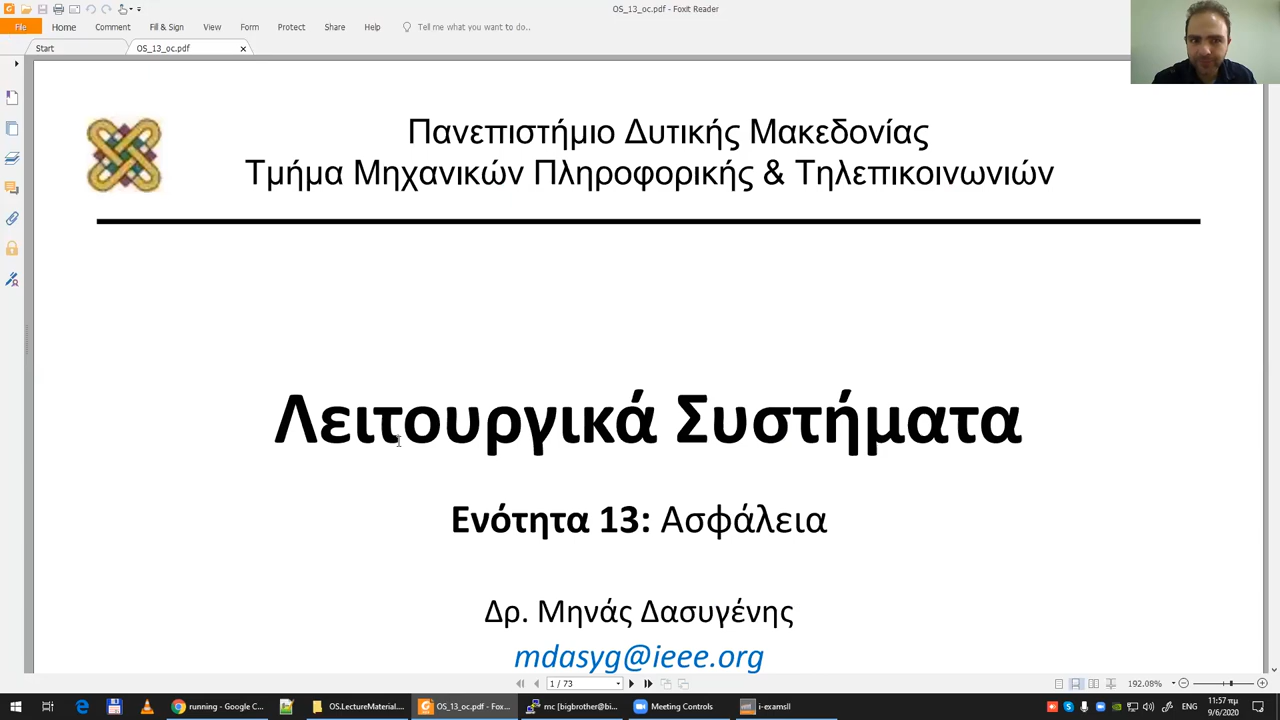 OS_13_oc.pdf - Foxit Reader
File Home Comment Fill & Sign View Form Protect Share Help Tell me what you want to do..
Start OS_13_oc.pdf
Πανεπιστήμιο Δυτικής Μακεδονίας
Τμήμα Μηχανικών Πληροφορικής & Τηλεπικοινωνιών
Λειτουργικά Συστήματα
Ενότητα 13: Ασφάλεια
Δρ. Μηνάς Δασυγένης
mdasyg@ieee.org
1 / 73 192.08%
running - Google C... OS.LectureMaterial.... OS_13_oc.pdf - Fox... mc [bigbrother@bi... Meeting Controls i-examsII ENG 11:57 πμ
9/6/2020